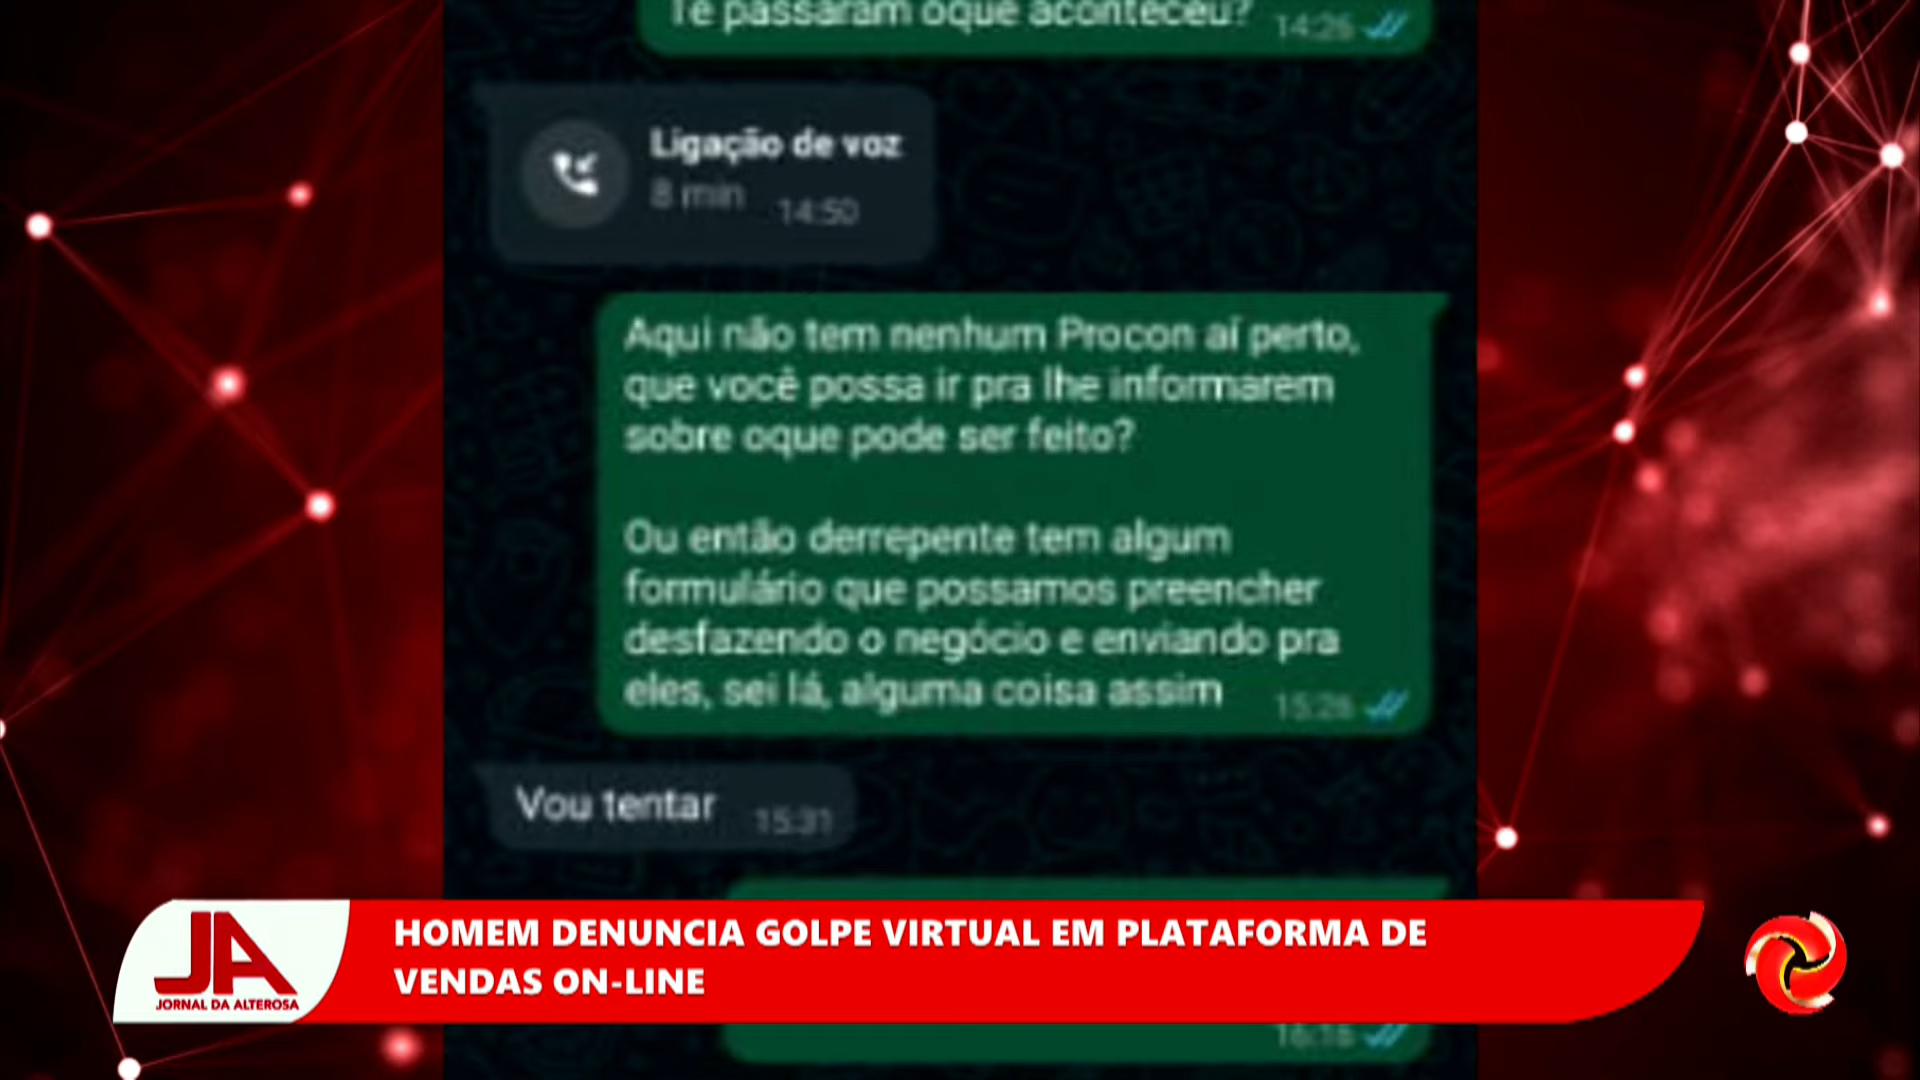 Te passaram oque aconteceu? 14:26
Ligação de voz
8 min 14:50
Aqui não tem nenhum Procon aí perto,
que você possa ir pra lhe informarem
sobre oque pode ser feito?
Ou então derrepente tem algum
formulário que possamos preencher
desfazendo o negócio e enviando pra
eles, sei lá, alguma coisa assim 15:28
Vou tentar 15:31
JA
JORNAL DA ALTEROSA
HOMEM DENUNCIA GOLPE VIRTUAL EM PLATAFORMA DE
VENDAS ON-LINE
16:18